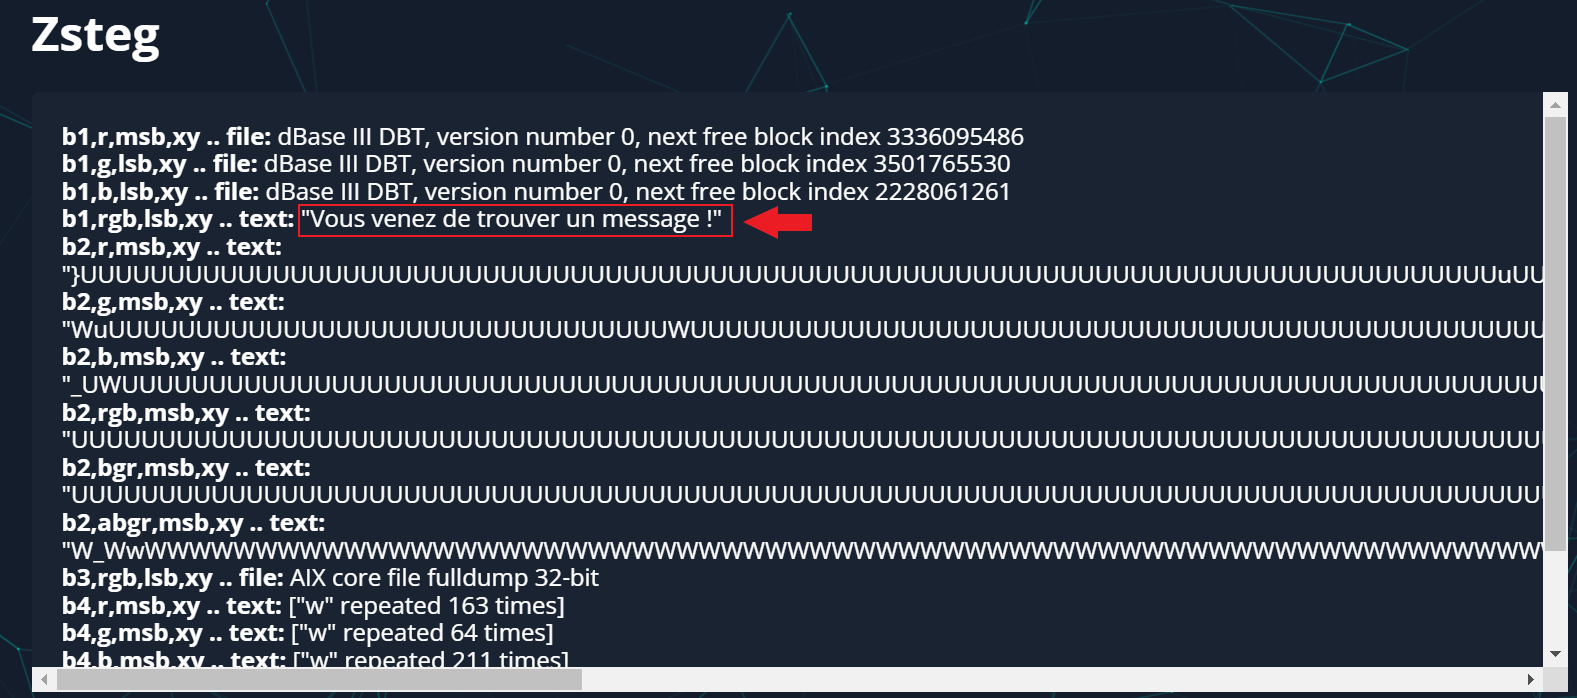 Zsteg
b1,r,msb,xy .. file: dBase III DBT, version number 0, next free block index 3336095486
b1,g,lsb,xy .. file: dBase III DBT, version number 0, next free block index 3501765530
b1,b,lsb,xy .. file: dBase III DBT, version number 0, next free block index 2228061261
b1,rgb,lsb,xy .. text: "Vous venez de trouver un message !"
b2,r,msb,xy .. text:
b2,g,msb,xy .. text:
b2,b,msb,xy .. text:
b2,rgb,msb,xy .. text:
b2,bgr,msb,xy .. text:
b2,abgr,msb,xy .. text:
b3,rgb,lsb,xy .. file: AIX core file fulldump 32-bit
b4,r,msb,xy .. text: ["w" repeated 163 times]
b4,g,msb,xy .. text: ["w" repeated 64 times]
b4,b,msb,xy .. text: ["w" repeated 211 times]